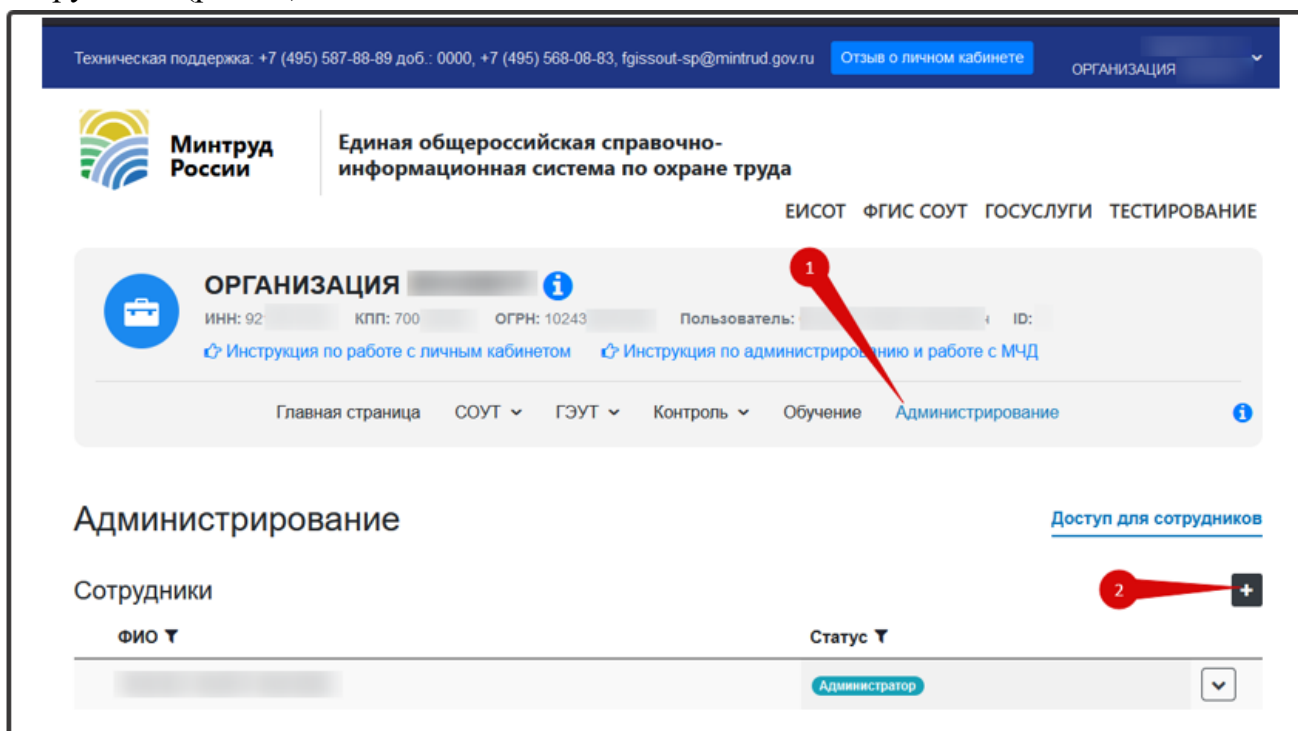 Техническая поддержка: +7 (495) 587-88-89 доб.: 0000, +7 (495) 568-08-83, fgissout-sp@mintrud.gov.ru Отзыв о личном кабинете ОРГАНИЗАЦИЯ
Минтруд России
Единая общероссийская справочно-
информационная система по охране труда
ЕИСОТ ФГИС СОУТ ГОСУСЛУГИ ТЕСТИРОВАНИЕ
ОРГАНИЗАЦИЯ
1
ИНН: 92 КПП: 700 ОГРН: 10243 Пользователь: ID:
Инструкция по работе с личным кабинетом Инструкция по администрированию и работе с МЧД
Главная страница СОУТ ГЭУТ Контроль Обучение Администрирование
Администрирование
Доступ для сотрудников
Сотрудники
2
+
ФИО Статус
Администратор